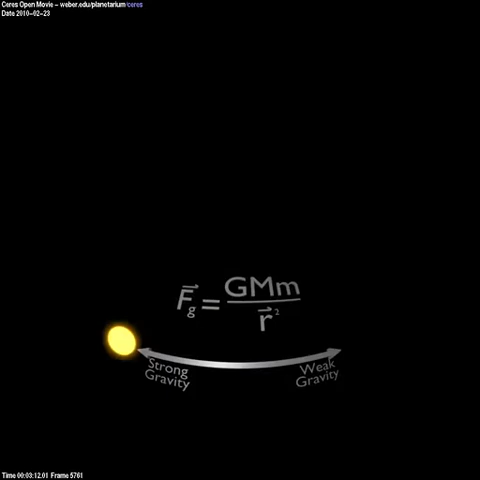 Ceres Open Movie - weber.edu/planetarium/ceres
Date 2010-02-23
F⃗g = GMm / r⃗²
Strong Gravity
Weak Gravity
Time 00:03:12.01 Frame 5761